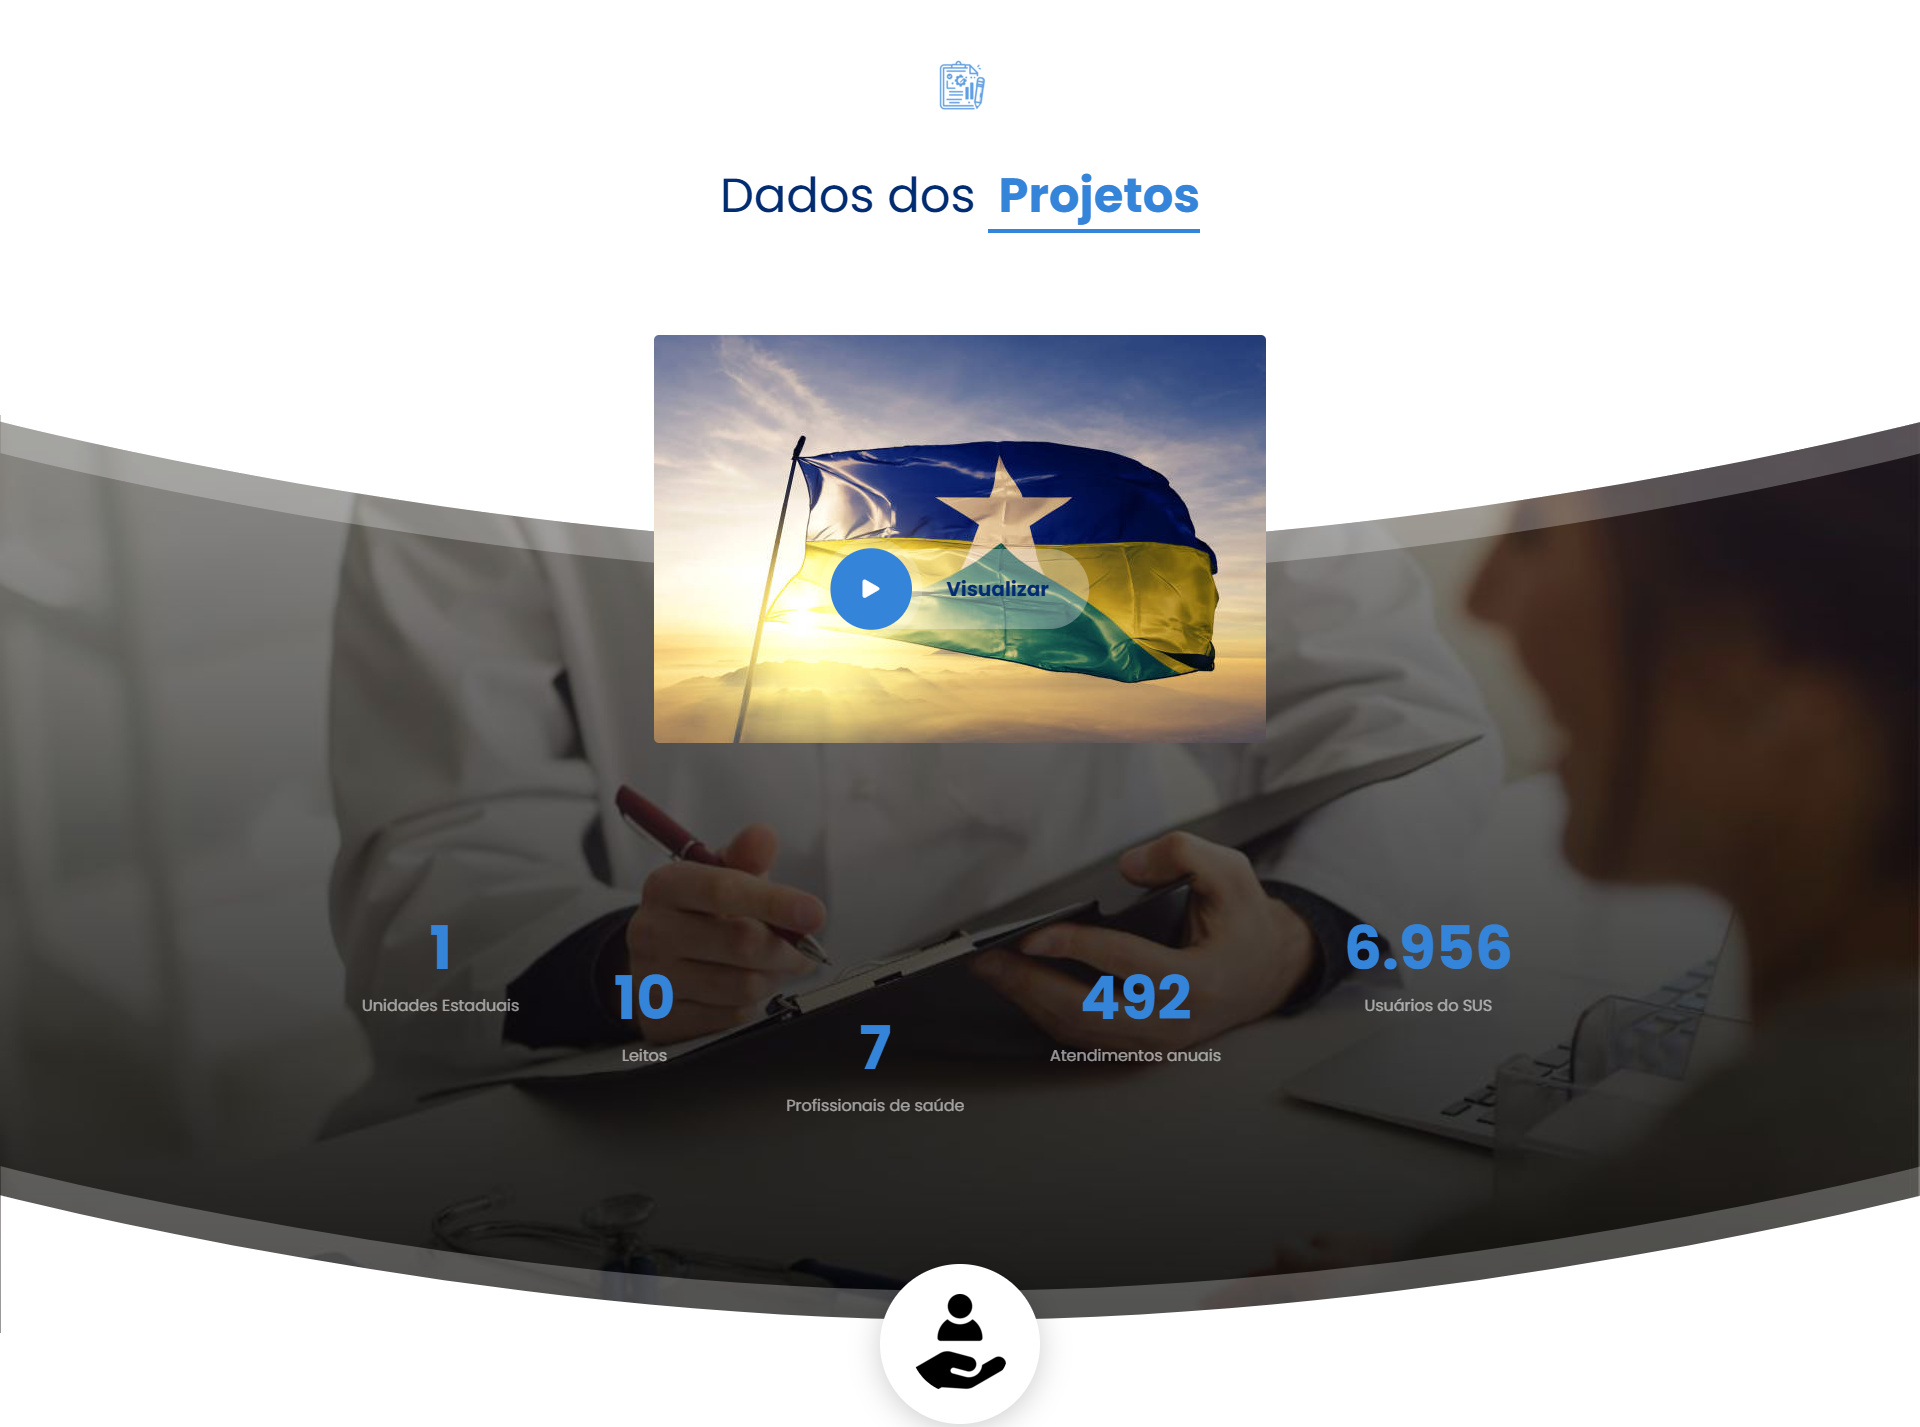 Dados dos Projetos
Visualizar
1
Unidades Estaduais
10
Leitos
7
Profissionais de saúde
492
Atendimentos anuais
6.956
Usuários do SUS